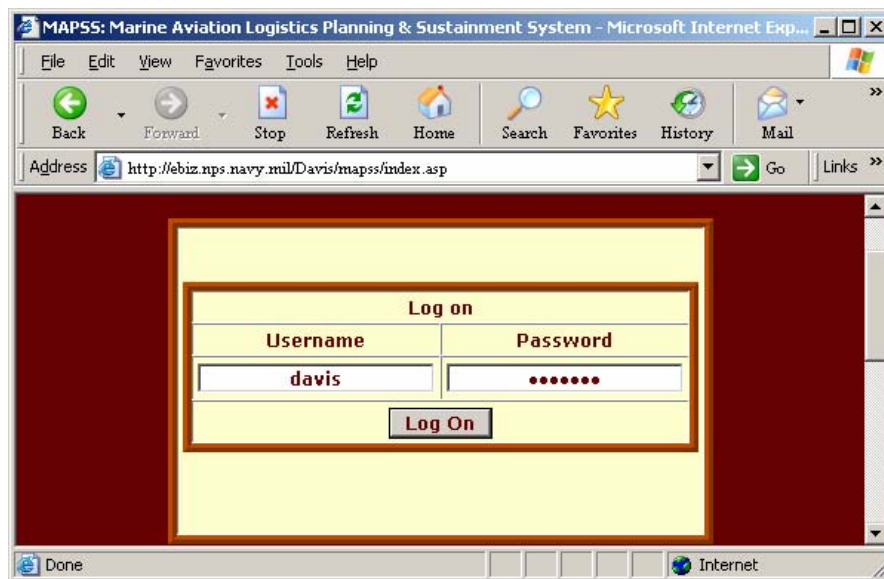 MAPSS: Marine Aviation Logistics Planning & Sustainment System - Microsoft Internet Exp...
File Edit View Favorites Tools Help
Back Forward Stop Refresh Home Search Favorites History Mail »
Address http://ebiz.nps.navy.mil/Davis/mapss/index.asp Go Links »
Log on
Username Password
davis •••••••
Log On
Done Internet